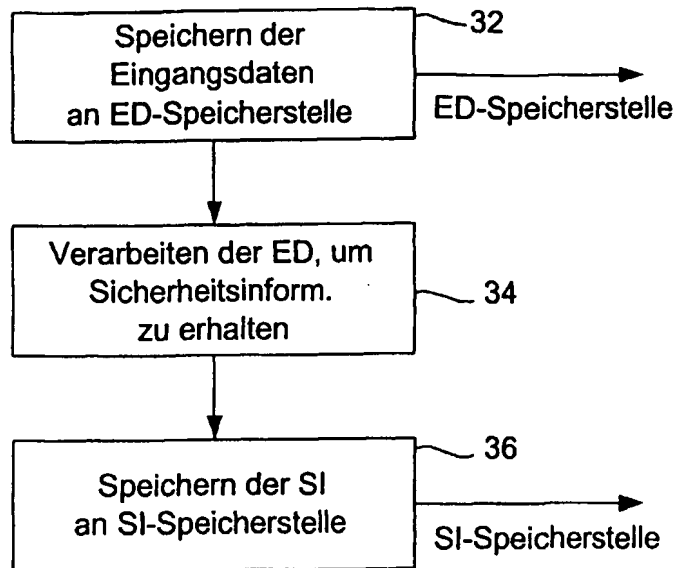 Speichern der
Eingangsdaten
an ED-Speicherstelle
32
ED-Speicherstelle
Verarbeiten der ED, um
Sicherheitsinform.
zu erhalten
34
Speichern der SI
an SI-Speicherstelle
36
SI-Speicherstelle